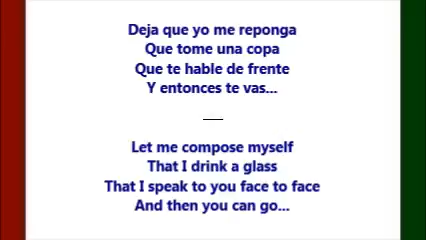 Deja que yo me reponga
Que tome una copa
Que te hable de frente
Y entonces te vas...
Let me compose myself
That I drink a glass
That I speak to you face to face
And then you can go...